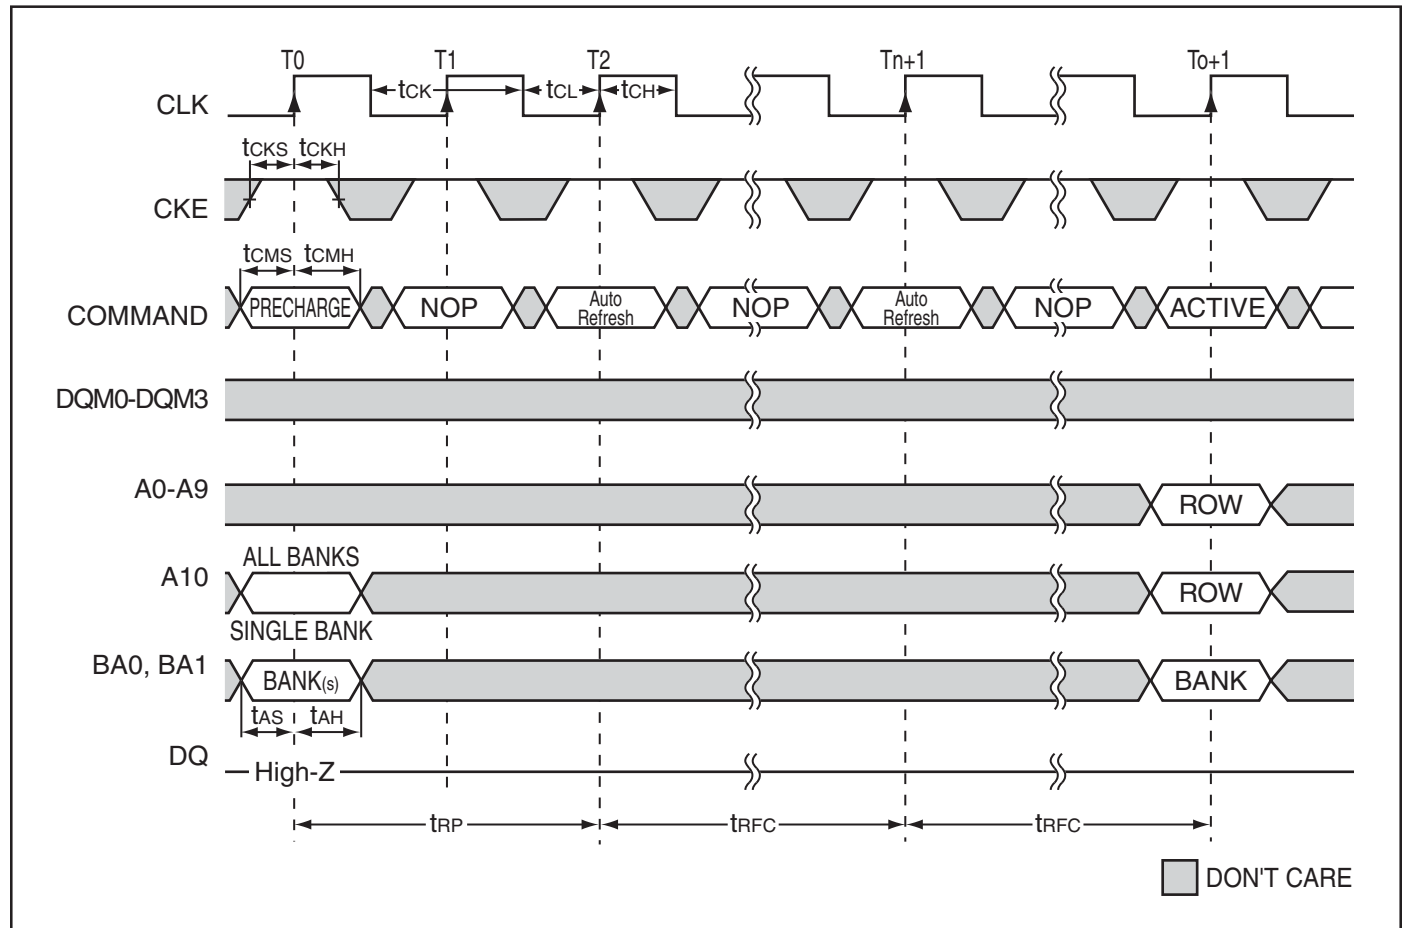 T0 T1 T2 Tn+1 To+1
CLK tCK tCL tCH
tCKS tCKH
CKE
tCMS tCMH
COMMAND PRECHARGE NOP Auto Refresh NOP Auto Refresh NOP ACTIVE
DQM0-DQM3
A0-A9 ROW
ALL BANKS
A10 ROW
SINGLE BANK
BA0, BA1 BANK(s) BANK
tAS tAH
DQ High-Z
tRP tRFC tRFC
DON'T CARE